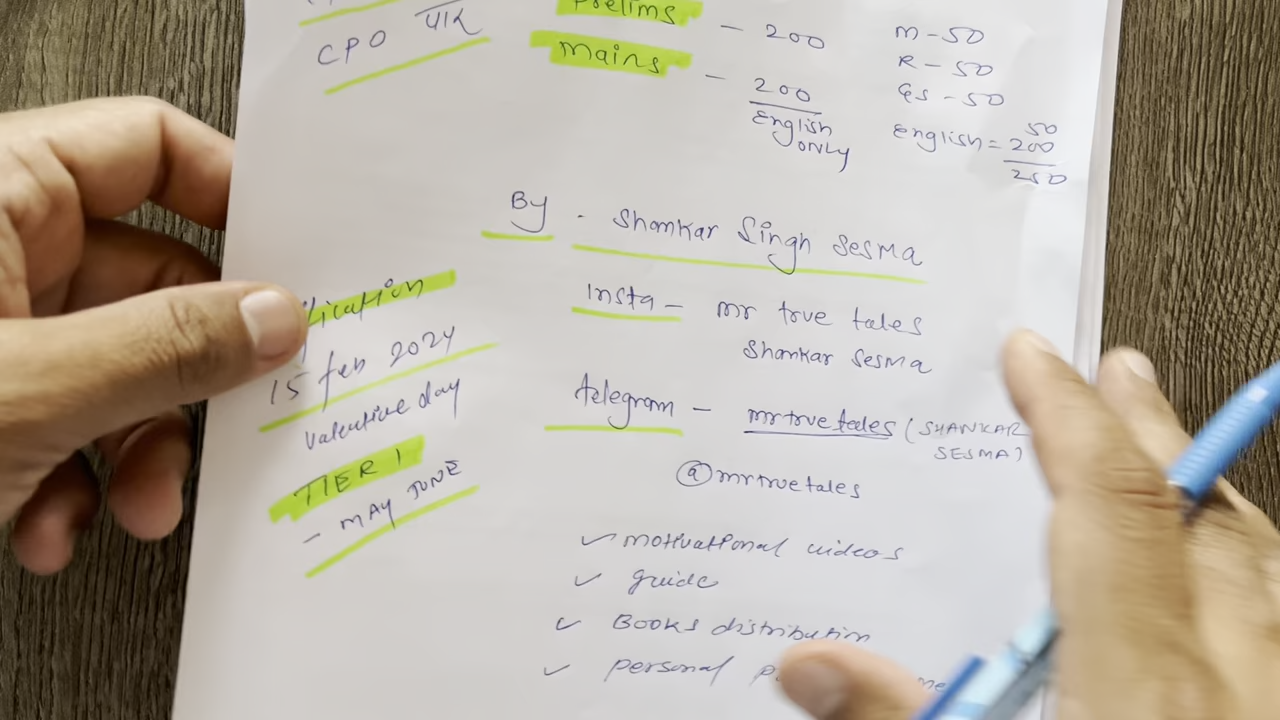 CPO UIK
Prelims - 200
Mains - 200
English
ONLY
M - 50
R - 50
GS - 50
50
English = 200
250
By - Shankar Singh Sesma
Insta - mr true tales
Shankar Sesma
telegram - mrtruetales (SHANKAR
SESMA)
@mrtruetales
✓ motivational videos
✓ guide
✓ Books distribution
✓ personal
15 feb 2024
Valentine day
TIER 1
- MAY JUNE